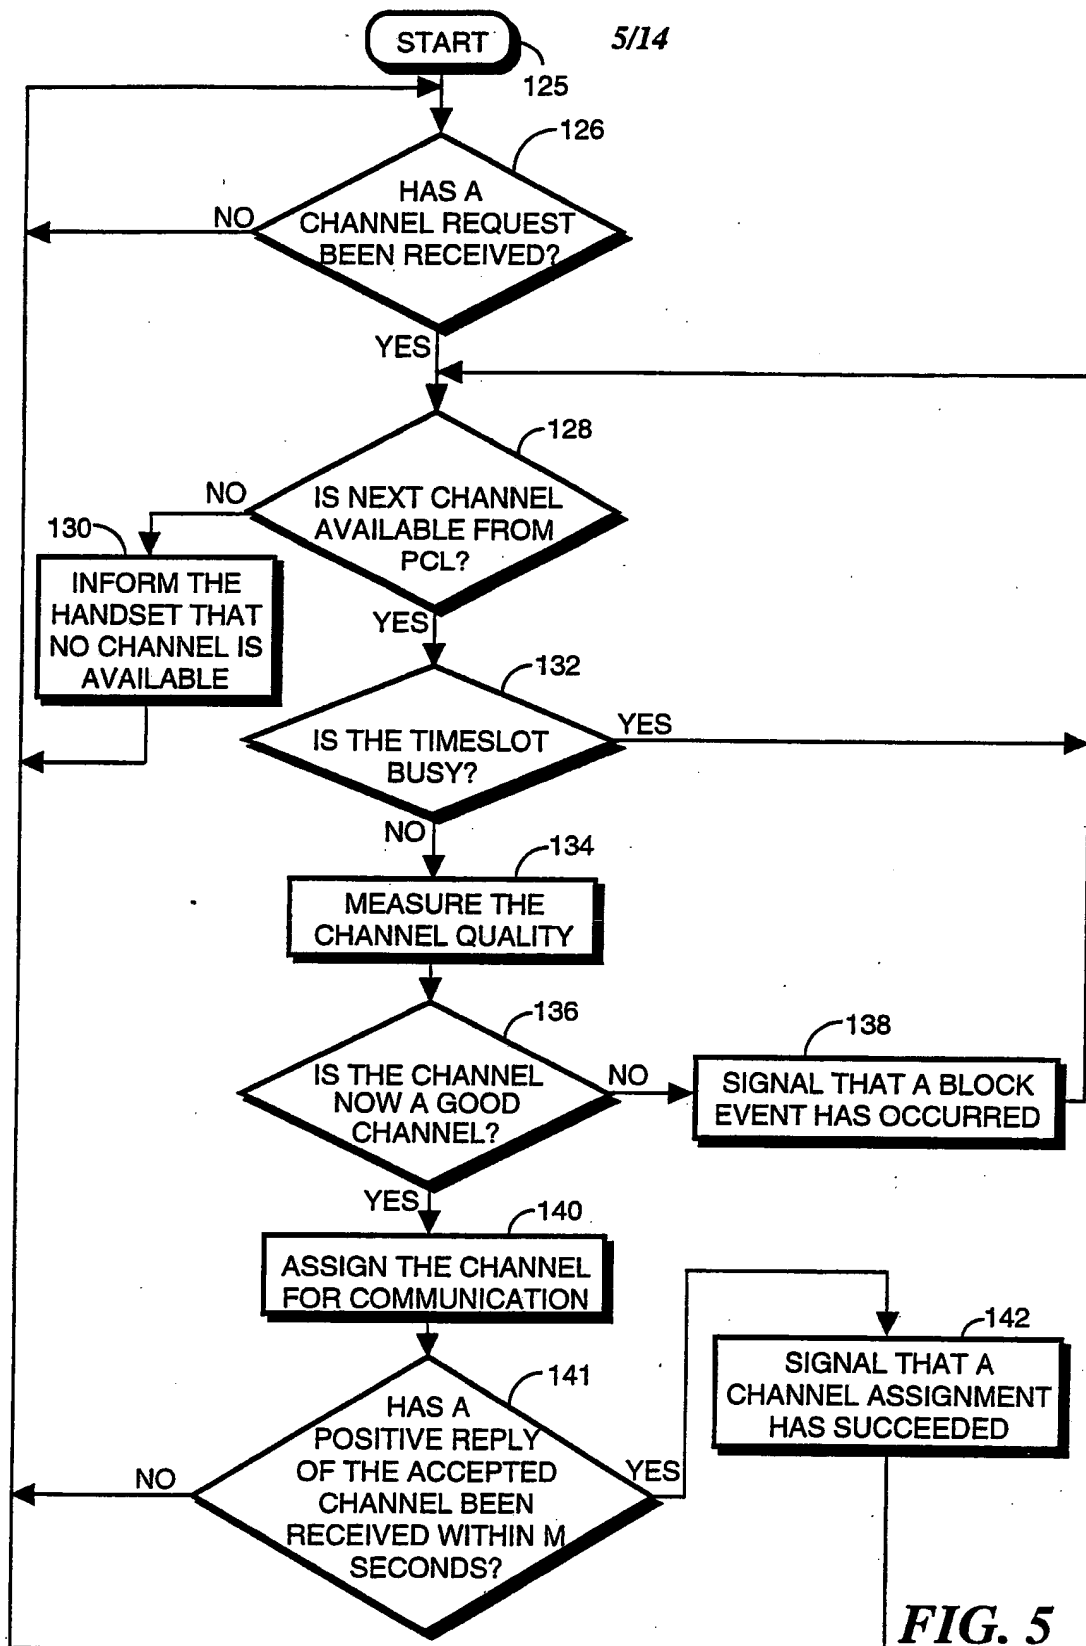 START
5/14
125
126
HAS A
CHANNEL REQUEST
BEEN RECEIVED?
NO
YES
128
IS NEXT CHANNEL
AVAILABLE FROM
PCL?
NO
130
INFORM THE
HANDSET THAT
NO CHANNEL IS
AVAILABLE
YES
132
IS THE TIMESLOT
BUSY?
YES
NO
134
MEASURE THE
CHANNEL QUALITY
136
IS THE CHANNEL
NOW A GOOD
CHANNEL?
NO
138
SIGNAL THAT A BLOCK
EVENT HAS OCCURRED
YES
140
ASSIGN THE CHANNEL
FOR COMMUNICATION
142
SIGNAL THAT A
CHANNEL ASSIGNMENT
HAS SUCCEEDED
141
HAS A
POSITIVE REPLY
OF THE ACCEPTED
CHANNEL BEEN
RECEIVED WITHIN M
SECONDS?
NO
YES
FIG. 5